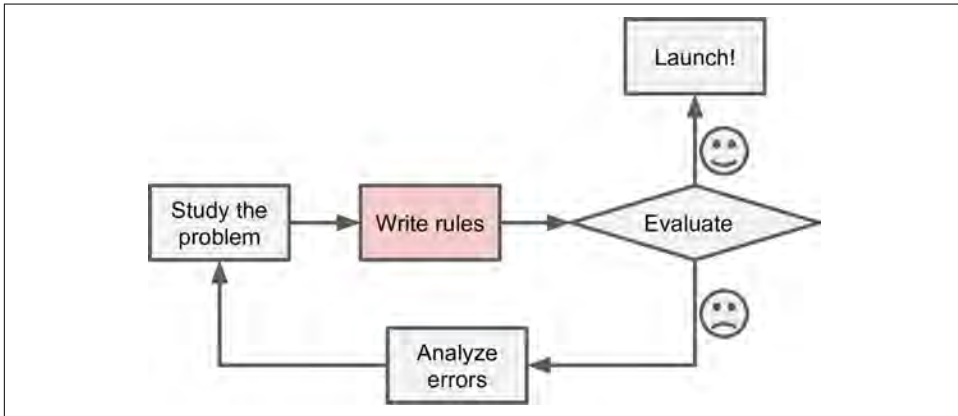 Launch!
Study the
problem
Write rules
Evaluate
Analyze
errors